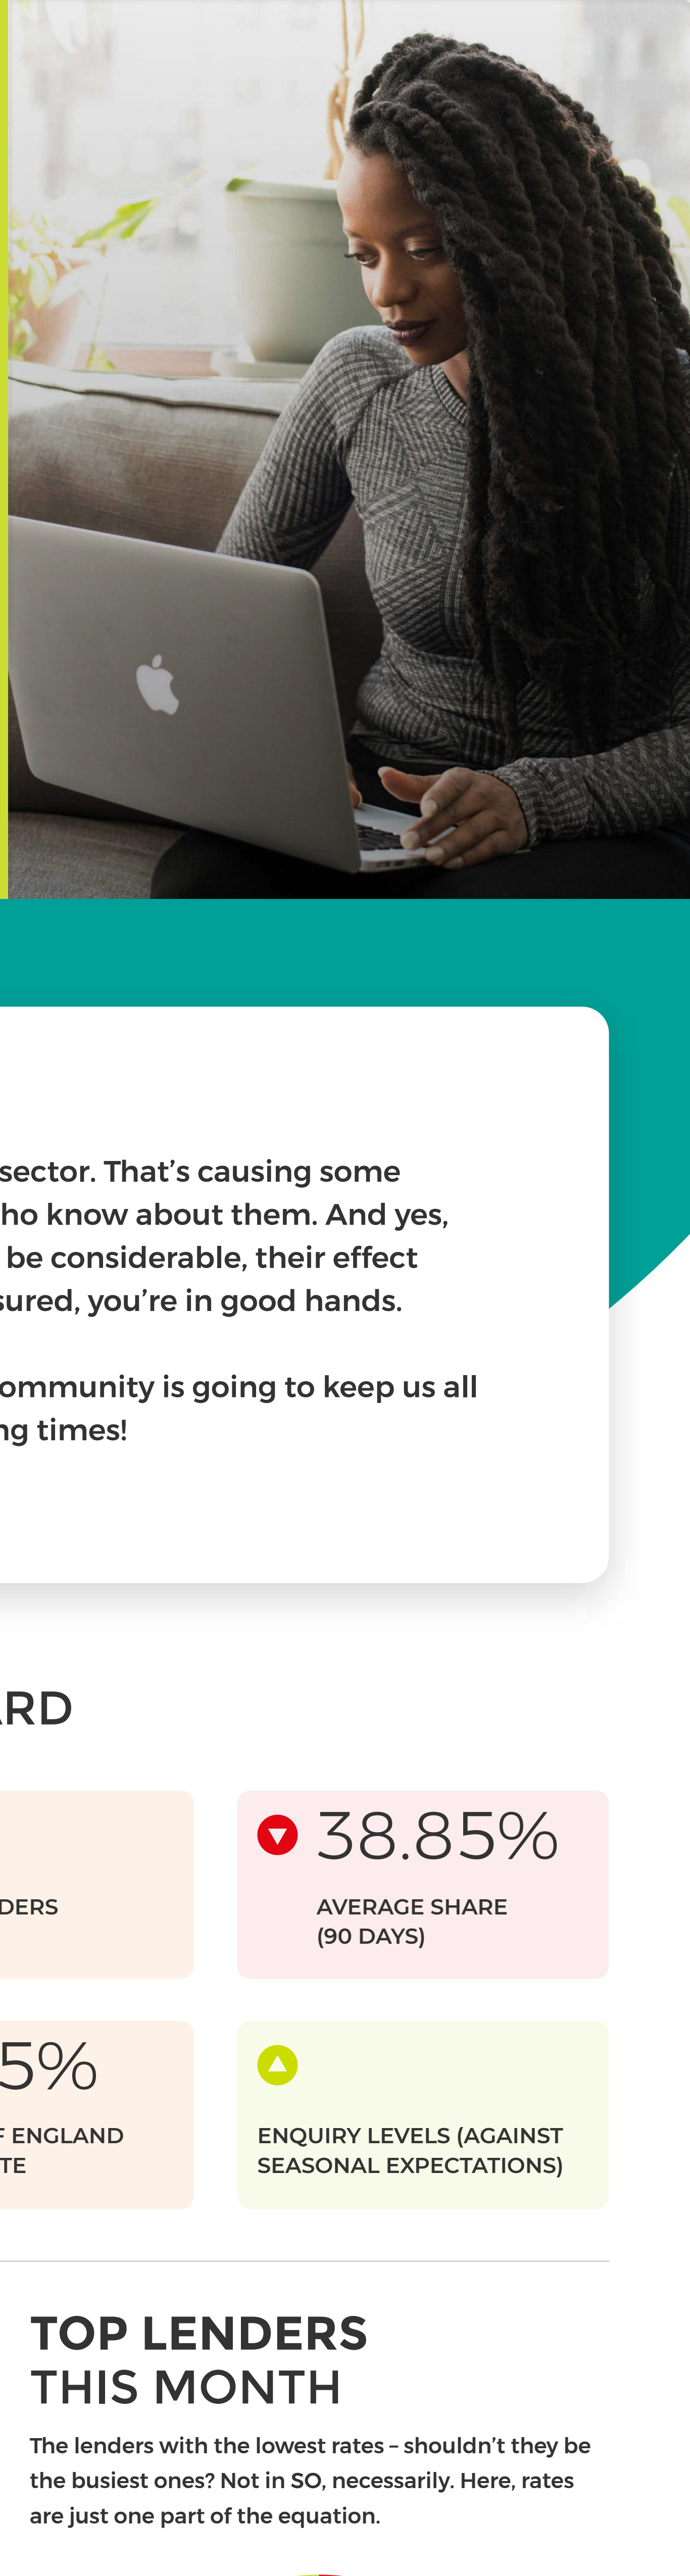 sector. That’s causing some
ho know about them. And yes,
be considerable, their effect
sured, you’re in good hands.
ommunity is going to keep us all
ng times!
ARD
DERS
38.85%
AVERAGE SHARE
(90 DAYS)
5%
F ENGLAND
TE
ENQUIRY LEVELS (AGAINST
SEASONAL EXPECTATIONS)
TOP LENDERS
THIS MONTH
The lenders with the lowest rates – shouldn’t they be
the busiest ones? Not in SO, necessarily. Here, rates
are just one part of the equation.